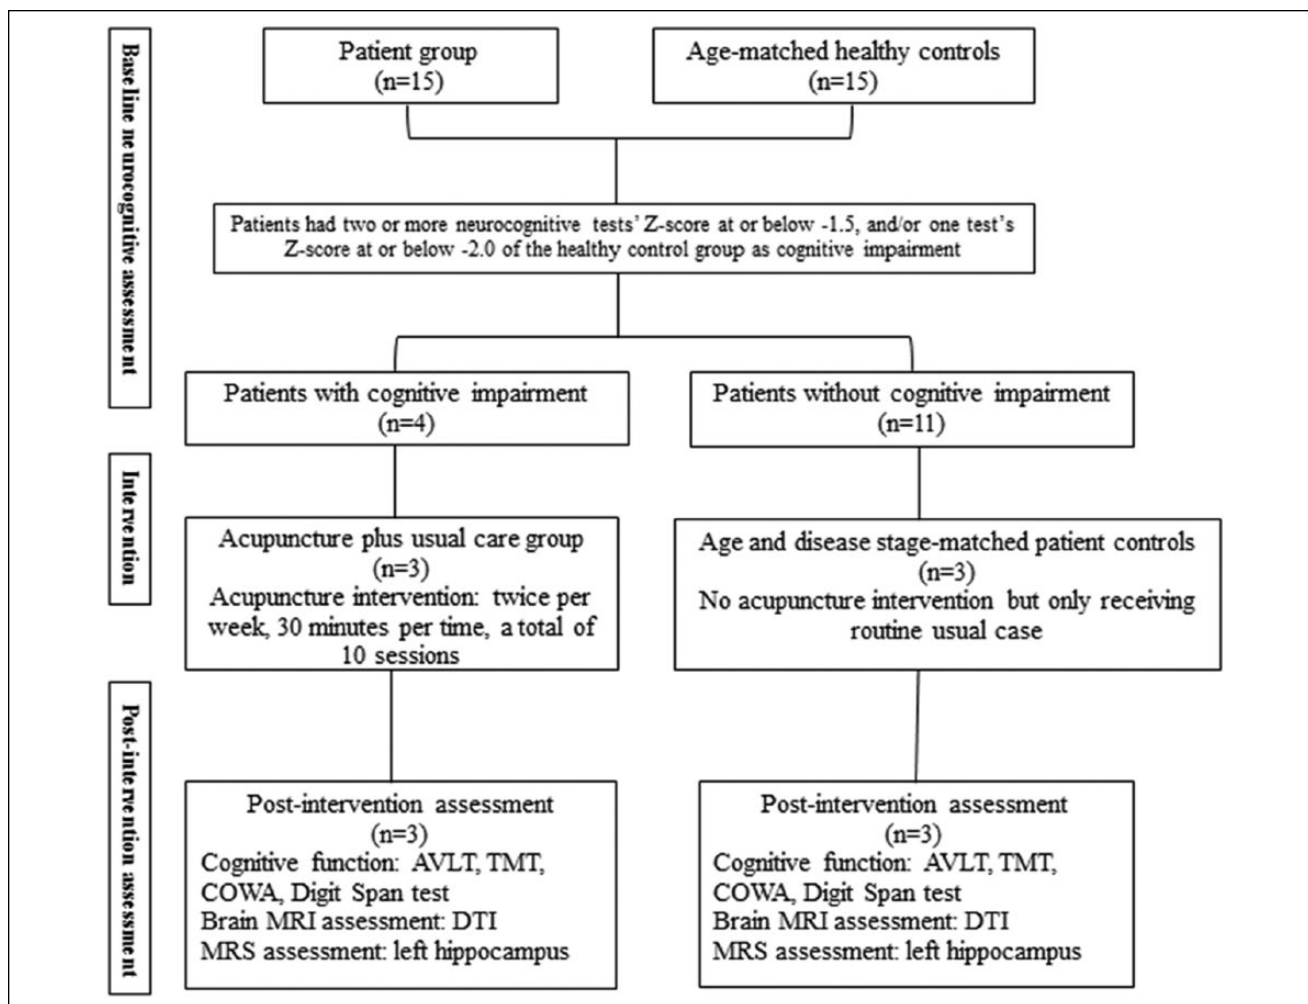 Baseline neurocognitive assessment
Patient group
(n=15)
Age-matched healthy controls
(n=15)
Patients had two or more neurocognitive tests’ Z-score at or below -1.5, and/or one test’s
Z-score at or below -2.0 of the healthy control group as cognitive impairment
Patients with cognitive impairment
(n=4)
Patients without cognitive impairment
(n=11)
Intervention
Acupuncture plus usual care group
(n=3)
Acupuncture intervention: twice per
week, 30 minutes per time, a total of
10 sessions
Age and disease stage-matched patient controls
(n=3)
No acupuncture intervention but only receiving
routine usual case
Post-intervention assessment
Post-intervention assessment
(n=3)
Cognitive function: AVLT, TMT,
COWA, Digit Span test
Brain MRI assessment: DTI
MRS assessment: left hippocampus
Post-intervention assessment
(n=3)
Cognitive function: AVLT, TMT,
COWA, Digit Span test
Brain MRI assessment: DTI
MRS assessment: left hippocampus